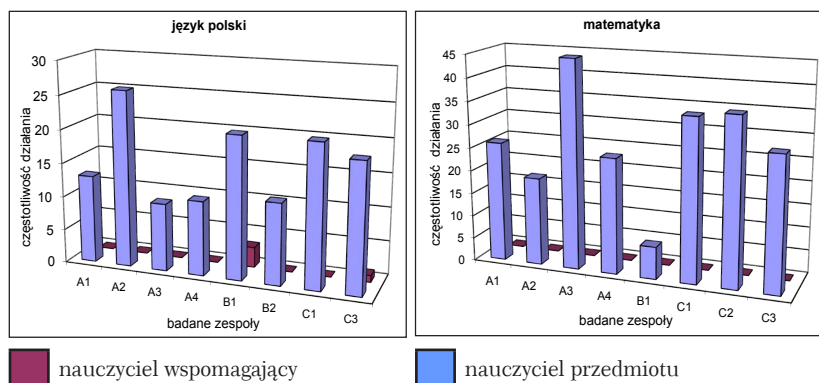 język polski
częstotliwość działania
30
25
20
15
10
5
0
A1 A2 A3 A4 B1 B2 C1 C3
badane zespoły
matematyka
częstotliwość działania
45
40
35
30
25
20
15
10
5
0
A1 A2 A3 A4 B1 C1 C2 C3
badane zespoły
nauczyciel wspomagający
nauczyciel przedmiotu